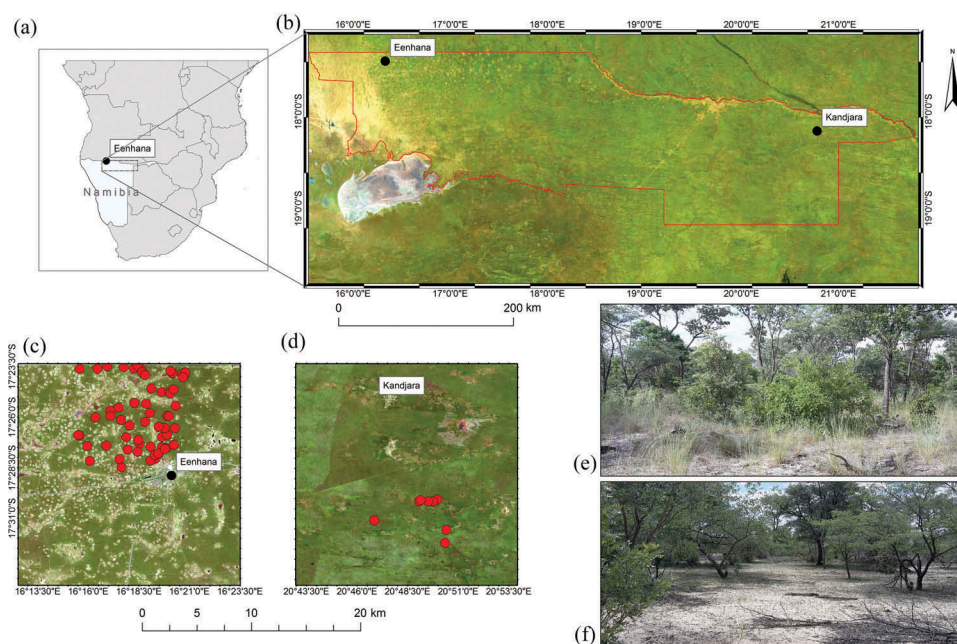 (a)
Eenhana
Namibia
(b)
16°0'0"E 17°0'0"E 18°0'0"E 19°0'0"E 20°0'0"E 21°0'0"E
Eenhana
Kandjara
18°0'0"S
19°0'0"S
18°0'0"S
19°0'0"S
N
16°0'0"E 17°0'0"E 18°0'0"E 19°0'0"E 20°0'0"E 21°0'0"E
0 200 km
(c)
17°23'30"S
17°26'0"S
17°28'30"S
17°31'0"S
Eenhana
16°13'30"E 16°16'0"E 16°18'30"E 16°21'0"E 16°23'30"E
(d)
Kandjara
20°43'30"E 20°46'0"E 20°48'30"E 20°51'0"E 20°53'30"E
0 5 10 20 km
(e)
(f)